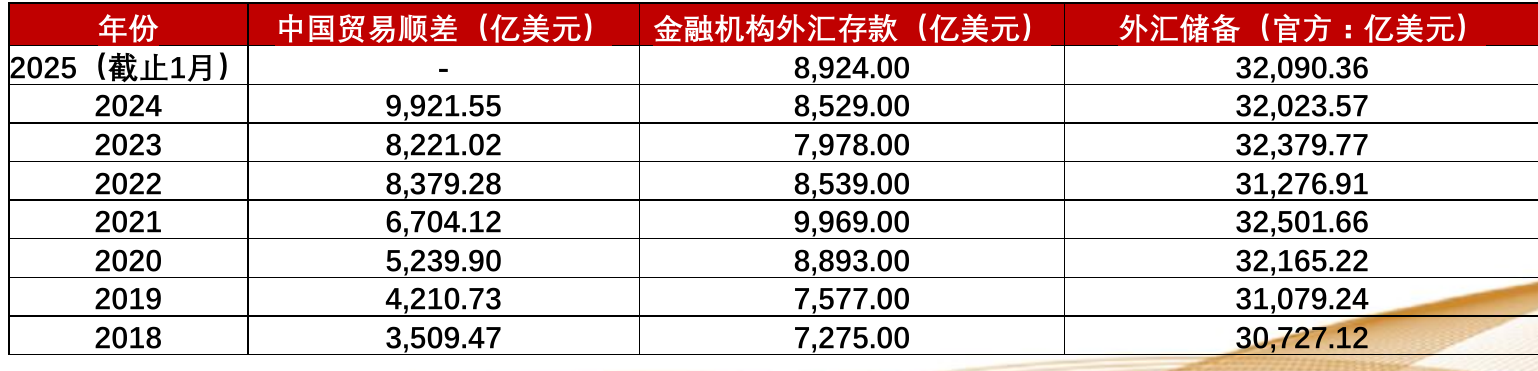 年份 中国贸易顺差（亿美元） 金融机构外汇存款（亿美元） 外汇储备（官方：亿美元）
2025（截止1月） - 8,924.00 32,090.36
2024 9,921.55 8,529.00 32,023.57
2023 8,221.02 7,978.00 32,379.77
2022 8,379.28 8,539.00 31,276.91
2021 6,704.12 9,969.00 32,501.66
2020 5,239.90 8,893.00 32,165.22
2019 4,210.73 7,577.00 31,079.24
2018 3,509.47 7,275.00 30,727.12